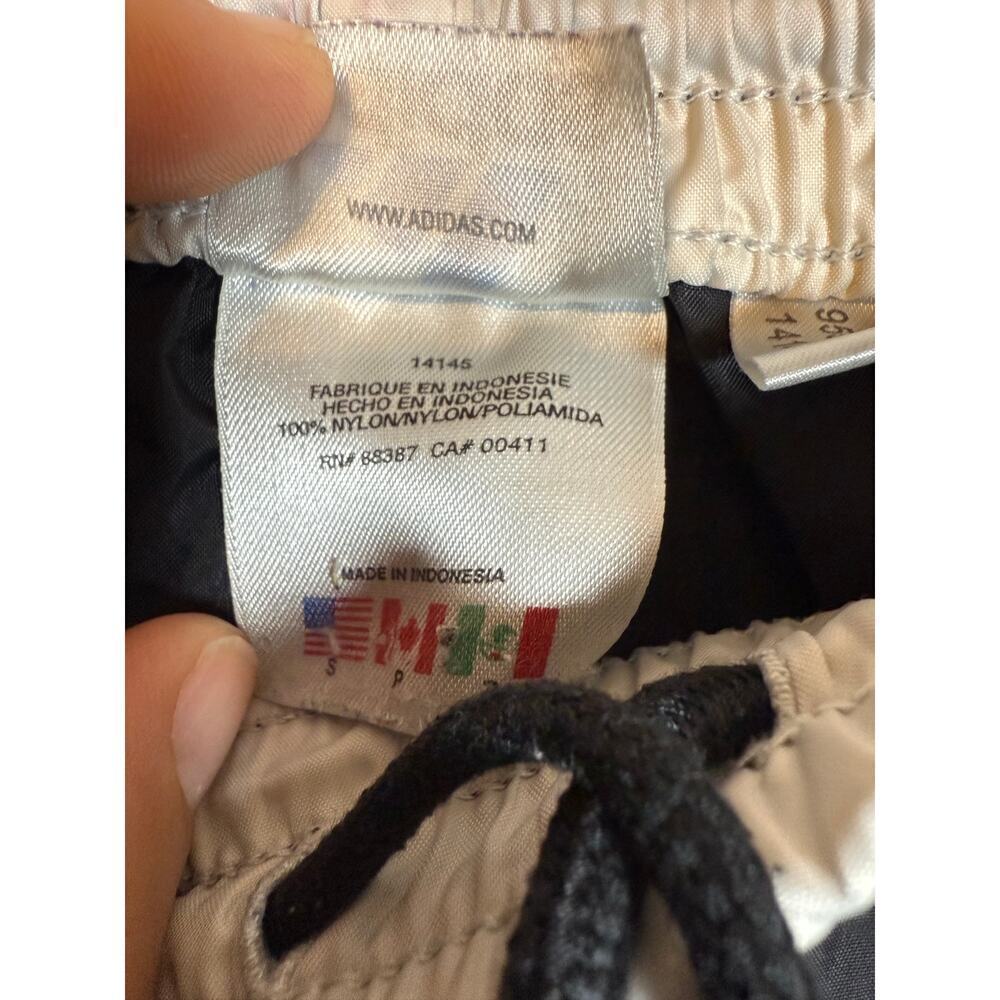 WWW.ADIDAS.COM
14145
FABRIQUE EN INDONESIE
HECHO EN INDONESIA
100% NYLON/NYLON/POLIAMIDA
RN# 88387 CA# 00411
MADE IN INDONESIA
S P